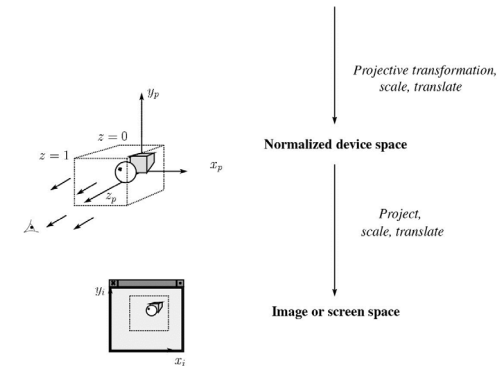 Projective transformation,
scale, translate
y_p
z = 0
z = 1
x_p
z_p
Normalized device space
Project,
scale, translate
y_i
x_i
Image or screen space